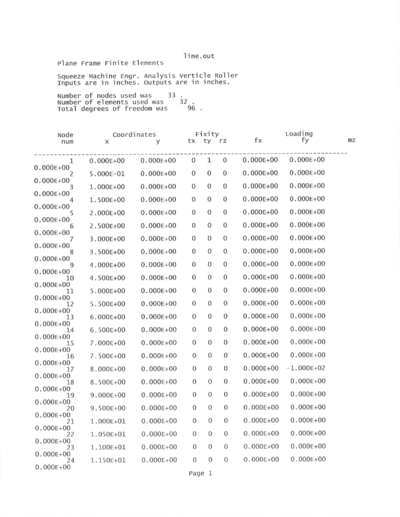 lime.out
Plane Frame Finite Elements
Squeeze Machine Engr. Analysis Verticle Roller
Inputs are in inches. Outputs are in inches.
Number of nodes used was 33 .
Number of elements used was 32 .
Total degrees of freedom was 96 .
Node Coordinates Fixity Loading
num x y tx ty rz fx fy mz
--------------------------------------------------------------------------------
1 0.000E+00 0.000E+00 0 1 0 0.000E+00 0.000E+00
0.000E+00
2 5.000E-01 0.000E+00 0 0 0 0.000E+00 0.000E+00
0.000E+00
3 1.000E+00 0.000E+00 0 0 0 0.000E+00 0.000E+00
0.000E+00
4 1.500E+00 0.000E+00 0 0 0 0.000E+00 0.000E+00
0.000E+00
5 2.000E+00 0.000E+00 0 0 0 0.000E+00 0.000E+00
0.000E+00
6 2.500E+00 0.000E+00 0 0 0 0.000E+00 0.000E+00
0.000E+00
7 3.000E+00 0.000E+00 0 0 0 0.000E+00 0.000E+00
0.000E+00
8 3.500E+00 0.000E+00 0 0 0 0.000E+00 0.000E+00
0.000E+00
9 4.000E+00 0.000E+00 0 0 0 0.000E+00 0.000E+00
0.000E+00
10 4.500E+00 0.000E+00 0 0 0 0.000E+00 0.000E+00
0.000E+00
11 5.000E+00 0.000E+00 0 0 0 0.000E+00 0.000E+00
0.000E+00
12 5.500E+00 0.000E+00 0 0 0 0.000E+00 0.000E+00
0.000E+00
13 6.000E+00 0.000E+00 0 0 0 0.000E+00 0.000E+00
0.000E+00
14 6.500E+00 0.000E+00 0 0 0 0.000E+00 0.000E+00
0.000E+00
15 7.000E+00 0.000E+00 0 0 0 0.000E+00 0.000E+00
0.000E+00
16 7.500E+00 0.000E+00 0 0 0 0.000E+00 0.000E+00
0.000E+00
17 8.000E+00 0.000E+00 0 0 0 0.000E+00 -1.000E+02
0.000E+00
18 8.500E+00 0.000E+00 0 0 0 0.000E+00 0.000E+00
0.000E+00
19 9.000E+00 0.000E+00 0 0 0 0.000E+00 0.000E+00
0.000E+00
20 9.500E+00 0.000E+00 0 0 0 0.000E+00 0.000E+00
0.000E+00
21 1.000E+01 0.000E+00 0 0 0 0.000E+00 0.000E+00
0.000E+00
22 1.050E+01 0.000E+00 0 0 0 0.000E+00 0.000E+00
0.000E+00
23 1.100E+01 0.000E+00 0 0 0 0.000E+00 0.000E+00
0.000E+00
24 1.150E+01 0.000E+00 0 0 0 0.000E+00 0.000E+00
0.000E+00
Page 1